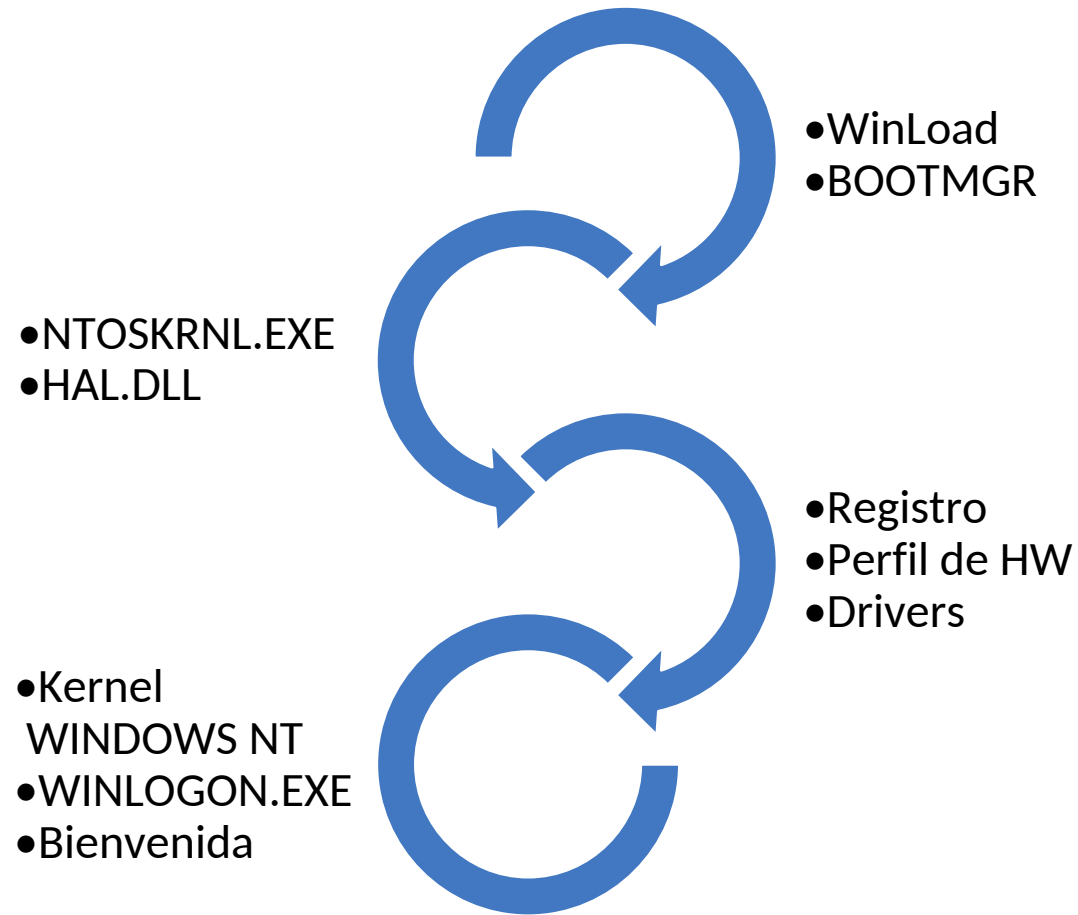 •WinLoad
•BOOTMGR
•NTOSKRNL.EXE
•HAL.DLL
•Registro
•Perfil de HW
•Drivers
•Kernel
WINDOWS NT
•WINLOGON.EXE
•Bienvenida